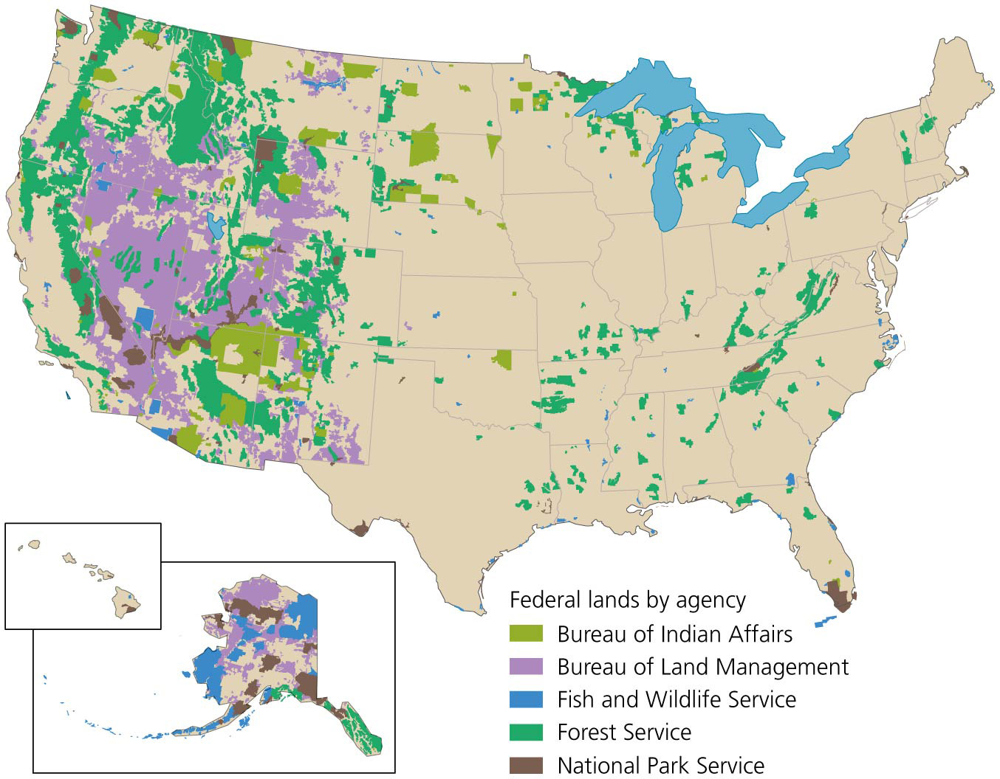 Federal lands by agency
Bureau of Indian Affairs
Bureau of Land Management
Fish and Wildlife Service
Forest Service
National Park Service